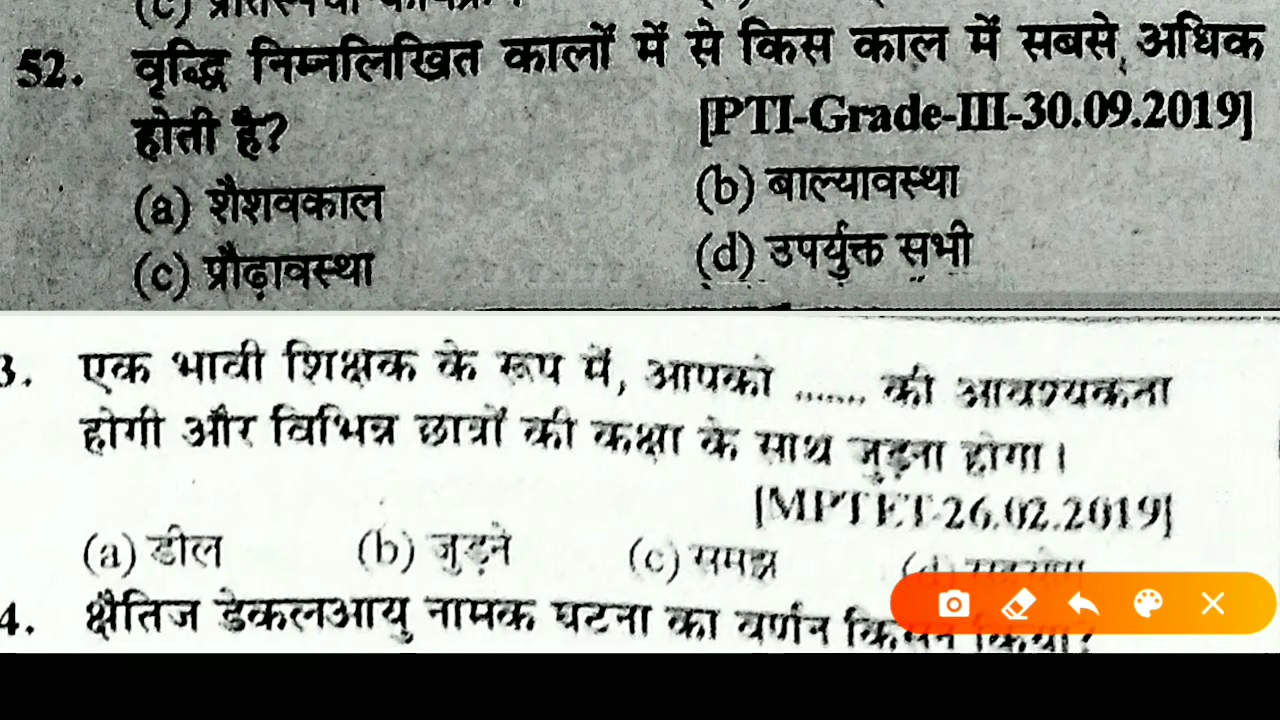 52. वृद्धि निम्नलिखित कालों में से किस काल में सबसे अधिक
होती है? [PTI-Grade-III-30.09.2019]
(a) शैशवकाल (b) बाल्यावस्था
(c) प्रौढ़ावस्था (d) उपर्युक्त सभी
3. एक भावी शिक्षक के रूप में, आपको ....... की आवश्यकता
होगी और विभिन्न छात्रों की कक्षा के साथ जुड़ना होगा।
[MPTET-26.02.2019]
(a) डील (b) जुड़ने (c) समझ
4. क्षैतिज डेकलआयु नामक घटना का वर्णन किसने किया?